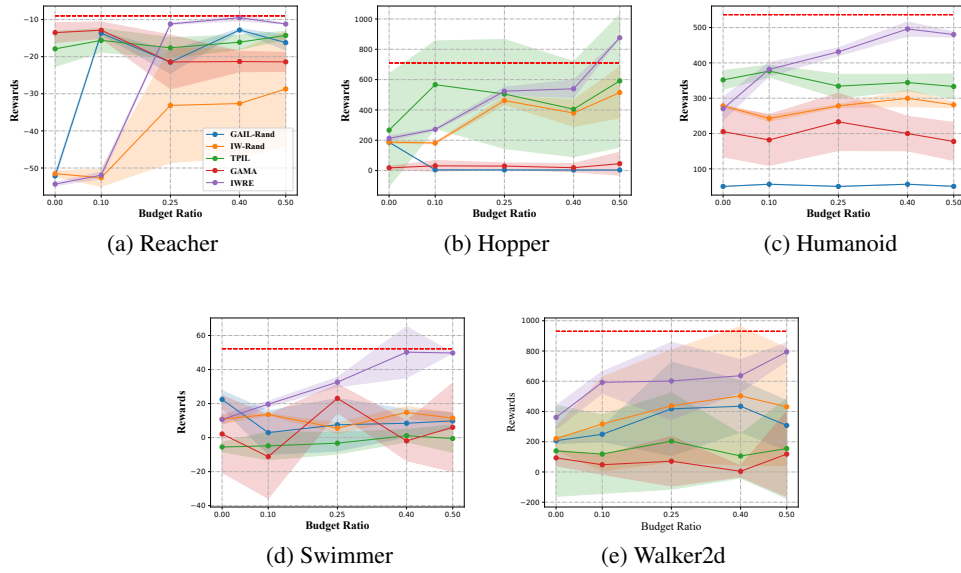 −10
−20
−30
−40
−50
Rewards
GAIL-Rand
IW-Rand
TPIL
GAMA
IWRE
0.00 0.10 0.25 0.40 0.50
Budget Ratio
(a) Reacher
1000
800
600
400
200
0
Rewards
0.00 0.10 0.25 0.40 0.50
Budget Ratio
(b) Hopper
500
400
300
200
100
Rewards
0.00 0.10 0.25 0.40 0.50
Budget Ratio
(c) Humanoid
60
40
20
0
−20
−40
Rewards
0.00 0.10 0.25 0.40 0.50
Budget Ratio
(d) Swimmer
1000
800
600
400
200
0
−200
Rewards
0.00 0.10 0.25 0.40 0.50
Budget Ratio
(e) Walker2d